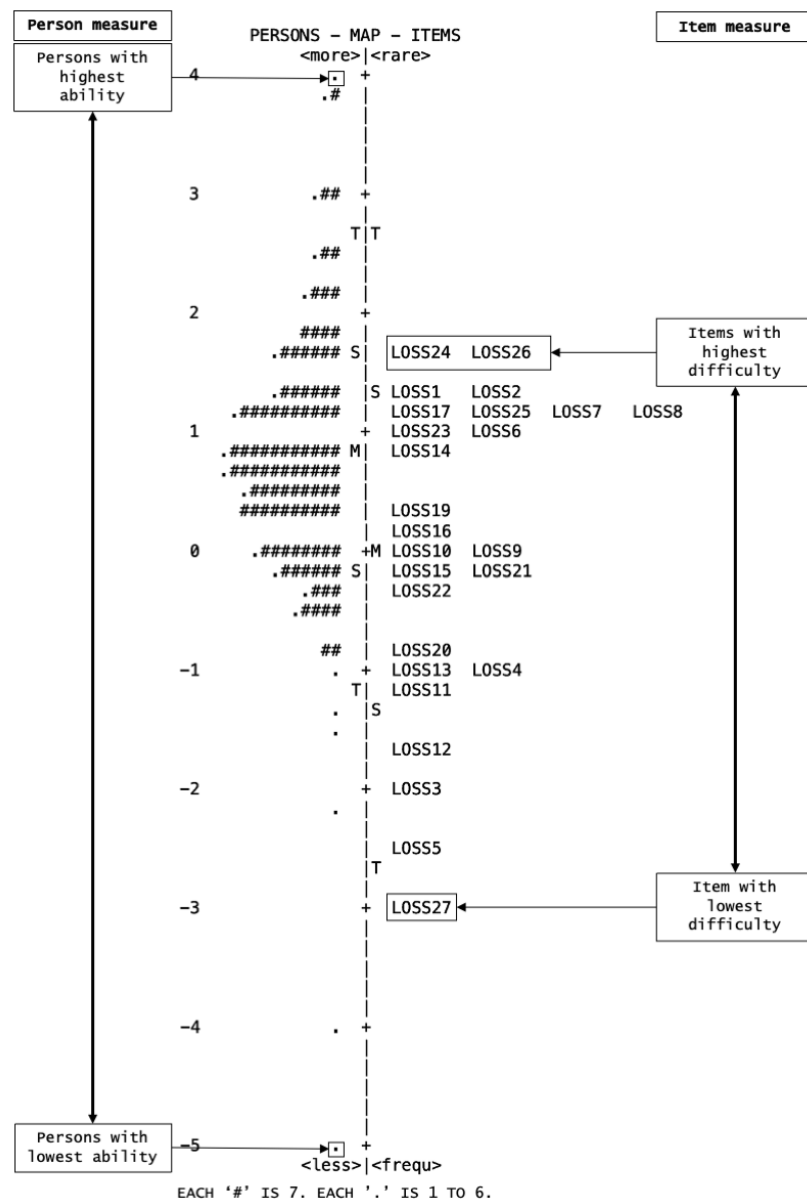 Person measure
Item measure
PERSONS – MAP – ITEMS
<more>|<rare>
Persons with
highest
ability
4 . +
.# |
|
|
|
|
3 .## +
|
T|T
.## |
|
.### |
2 +
#### |
.###### S| LOSS24 LOSS26
Items with
highest
difficulty
|
.###### |S LOSS1 LOSS2
.########## | LOSS17 LOSS25 LOSS7 LOSS8
1 + LOSS23 LOSS6
.########### M| LOSS14
.########### |
.######### |
########## | LOSS19
| LOSS16
0 .######## +M LOSS10 LOSS9
.###### S| LOSS15 LOSS21
.### | LOSS22
.#### |
|
## | LOSS20
–1 . + LOSS13 LOSS4
T| LOSS11
. |S
. |
| LOSS12
|
–2 + LOSS3
. |
|
| LOSS5
|T
|
–3 + LOSS27
Item with
lowest
difficulty
|
|
|
|
|
–4 . +
|
|
|
|
|
–5 . +
Persons with
lowest ability
<less>|<frequ>
EACH ‘#’ IS 7. EACH '.' IS 1 TO 6.